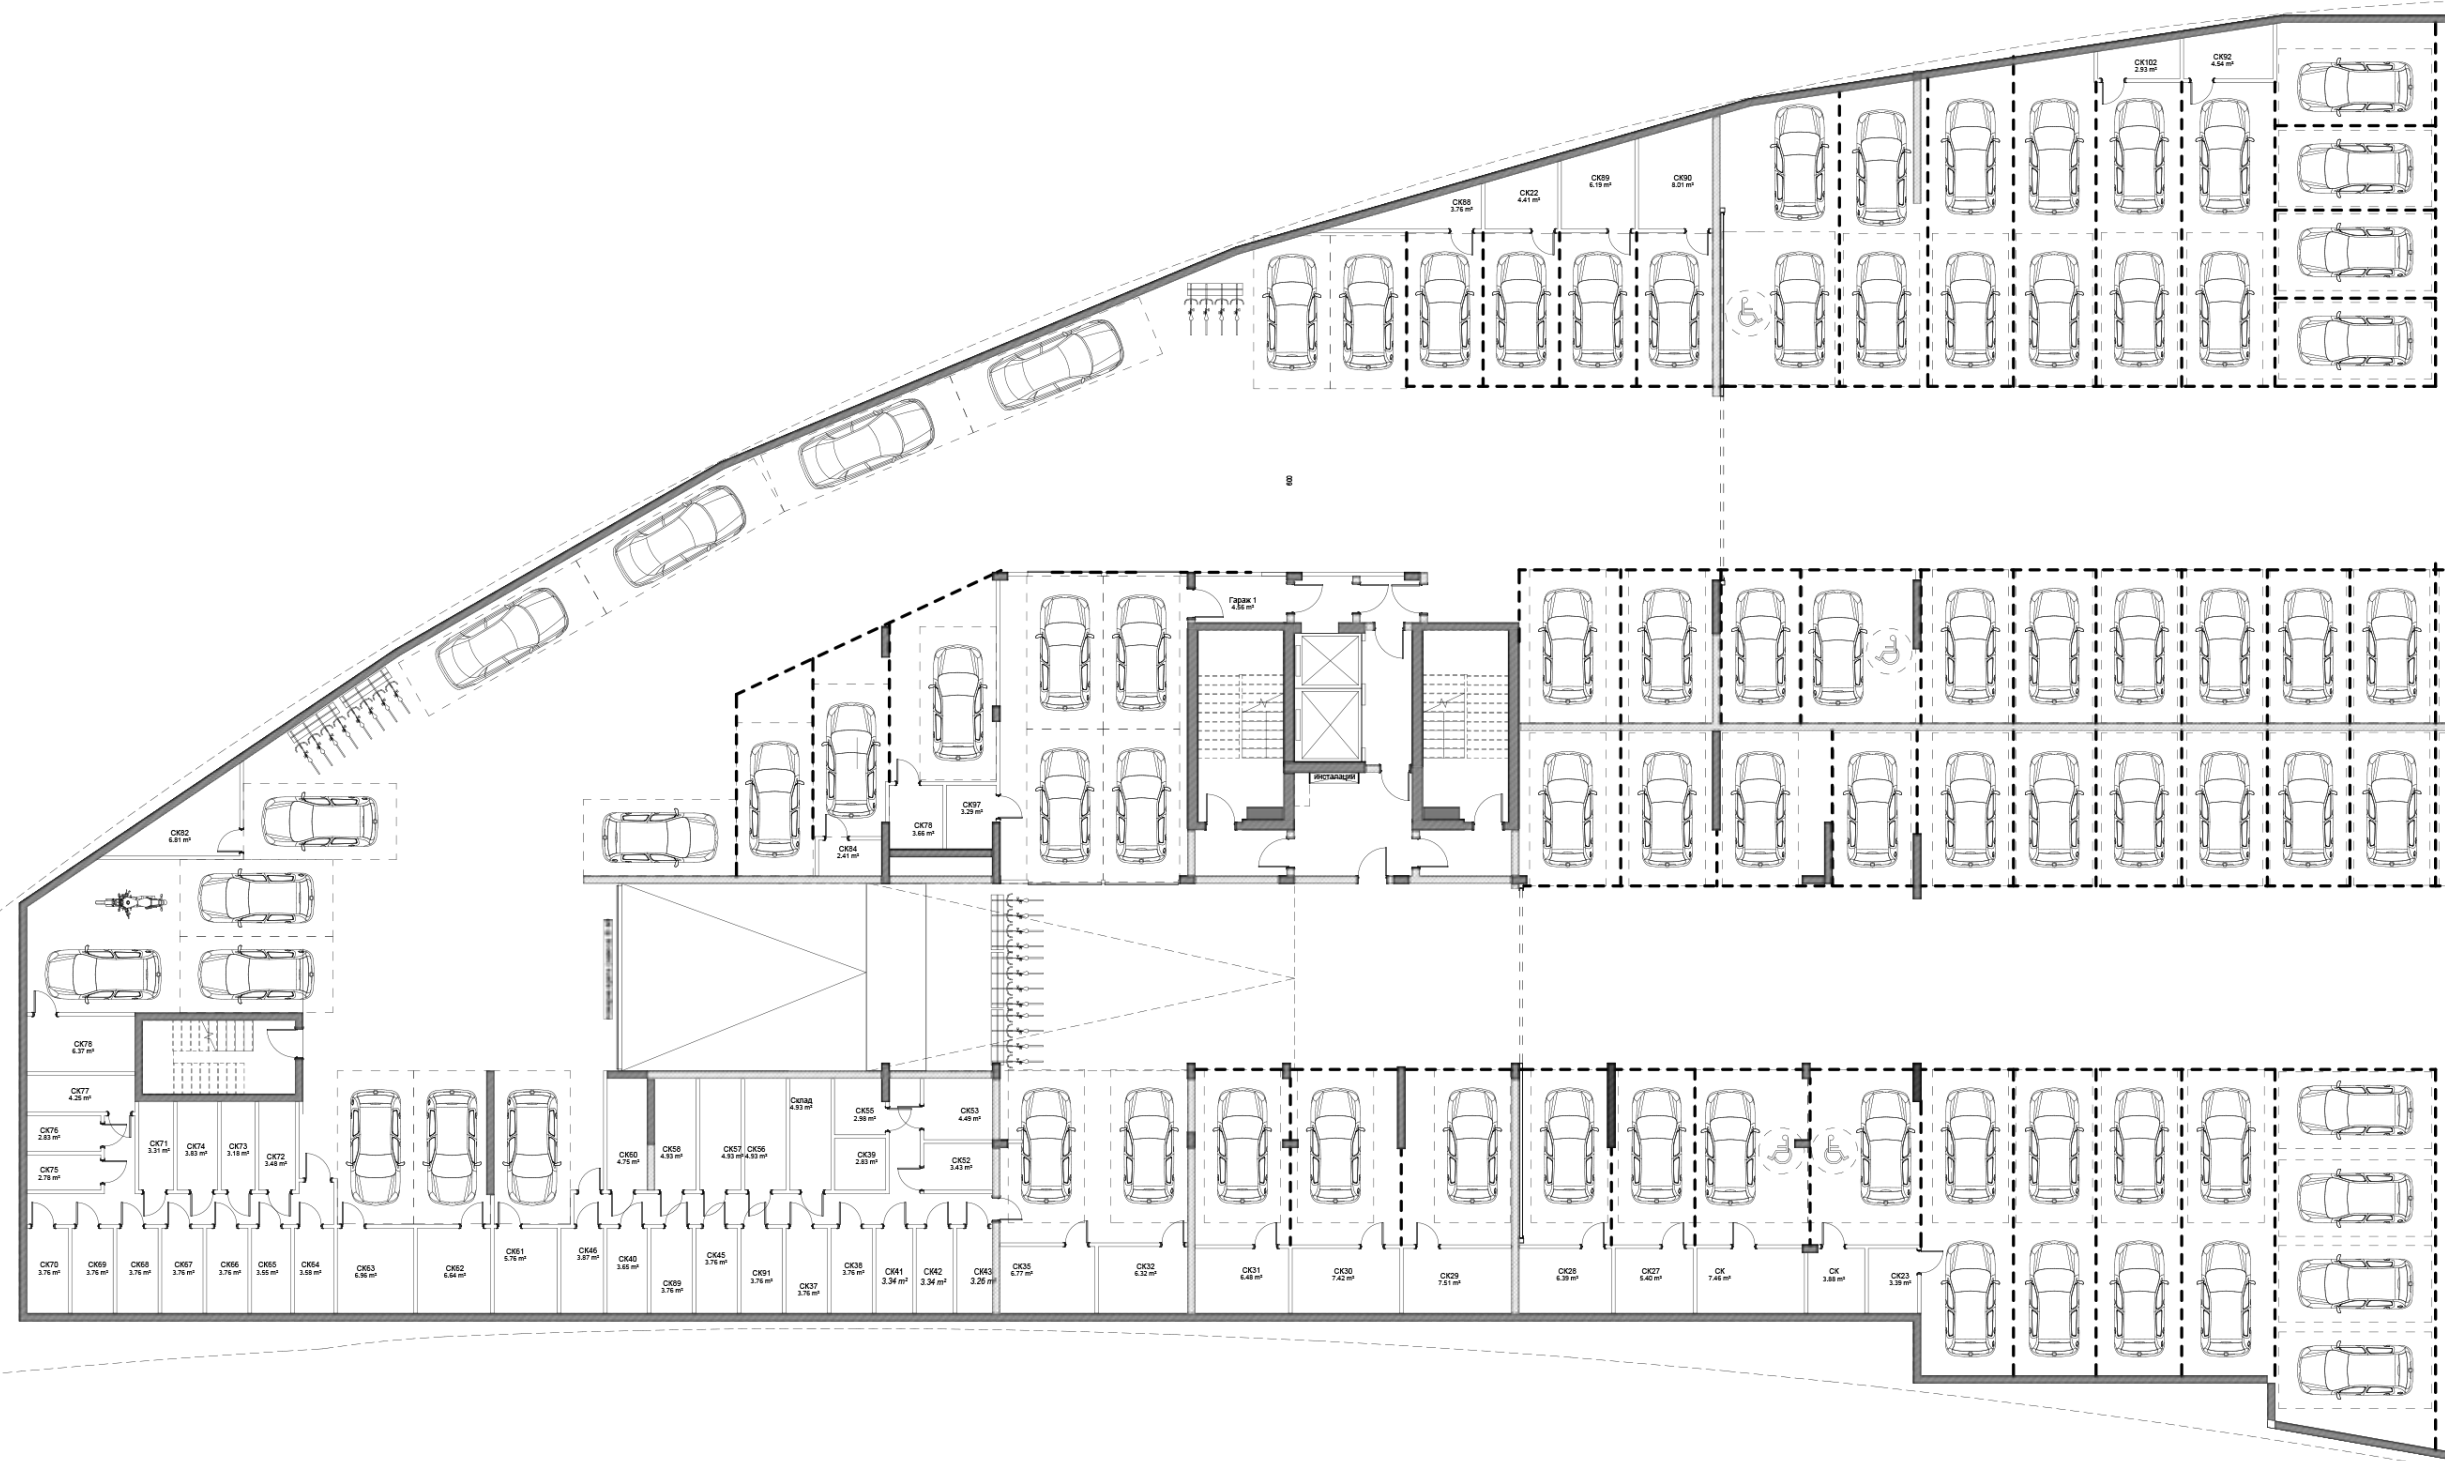 СК102
2.93 m²
СК92
4.54 m²
СК88
3.76 m²
СК22
4.41 m²
СК89
6.19 m²
СК90
8.01 m²
600
Гараж 1
4.56 m²
инсталации
СК82
6.81 m²
СК84
2.41 m²
СК78
3.66 m²
СК97
3.29 m²
СК78
6.37 m²
СК77
4.25 m²
СК76
2.83 m²
СК75
2.78 m²
СК71
3.31 m²
СК74
3.83 m²
СК73
3.18 m²
СК72
3.48 m²
СК60
4.75 m²
СК58
4.93 m²
СК57
4.93 m²
СК56
4.93 m²
Склад
4.93 m²
СК55
2.98 m²
СК39
2.83 m²
СК53
4.49 m²
СК52
3.43 m²
СК70
3.76 m²
СК69
3.76 m²
СК68
3.76 m²
СК67
3.76 m²
СК66
3.76 m²
СК65
3.55 m²
СК64
3.58 m²
СК63
6.96 m²
СК62
6.64 m²
СК61
5.76 m²
СК46
3.87 m²
СК40
3.65 m²
СК89
3.76 m²
СК45
3.76 m²
СК91
3.76 m²
СК37
3.76 m²
СК38
3.76 m²
СК41
3.34 m²
СК42
3.34 m²
СК43
3.26 m²
СК35
6.77 m²
СК32
6.32 m²
СК31
6.48 m²
СК30
7.42 m²
СК29
7.51 m²
СК28
6.39 m²
СК27
5.40 m²
СК
7.46 m²
СК
3.88 m²
СК23
3.39 m²